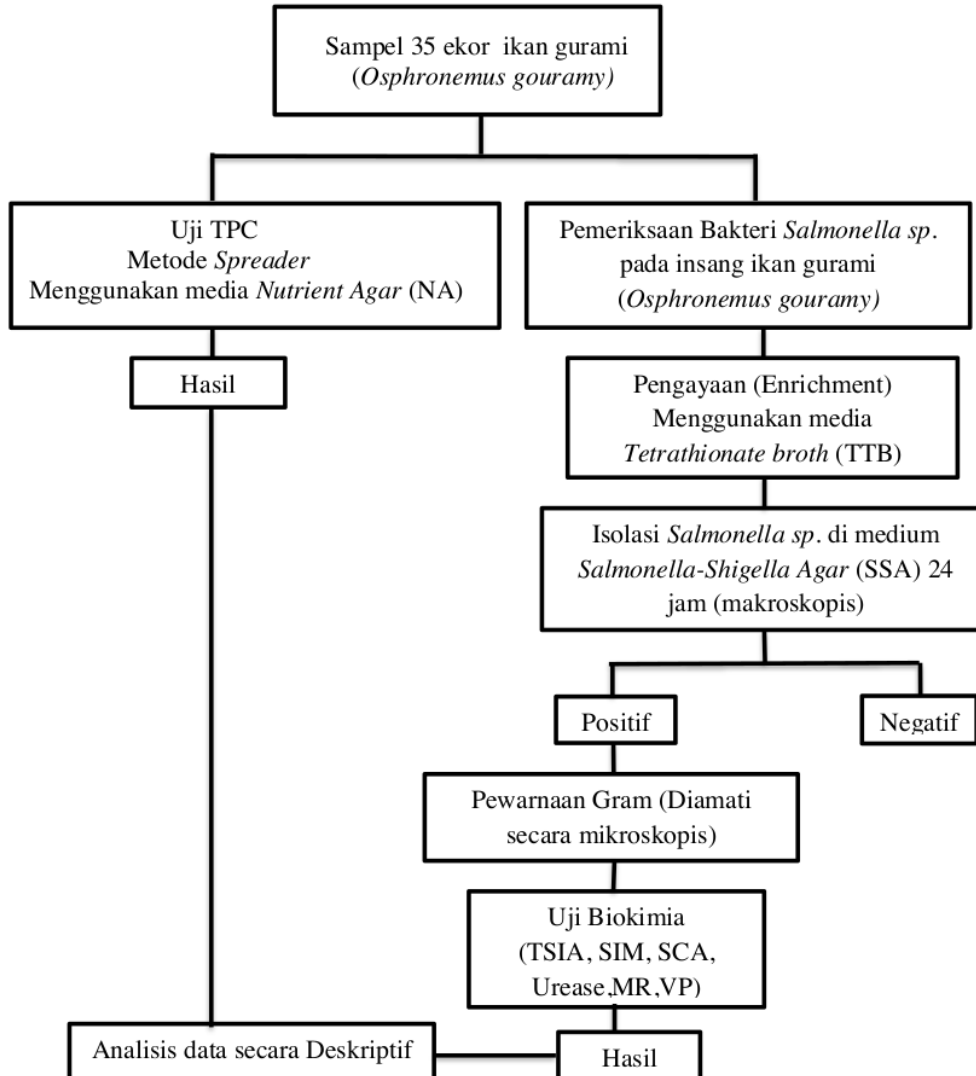 Sampel 35 ekor ikan gurami
(Osphronemus gouramy)
Uji TPC
Metode Spreader
Menggunakan media Nutrient Agar (NA)
Hasil
Pemeriksaan Bakteri Salmonella sp.
pada insang ikan gurami
(Osphronemus gouramy)
Pengayaan (Enrichment)
Menggunakan media
Tetrathionate broth (TTB)
Isolasi Salmonella sp. di medium
Salmonella-Shigella Agar (SSA) 24
jam (makroskopis)
Positif
Negatif
Pewarnaan Gram (Diamati
secara mikroskopis)
Uji Biokimia
(TSIA, SIM, SCA,
Urease,MR,VP)
Hasil
Analisis data secara Deskriptif